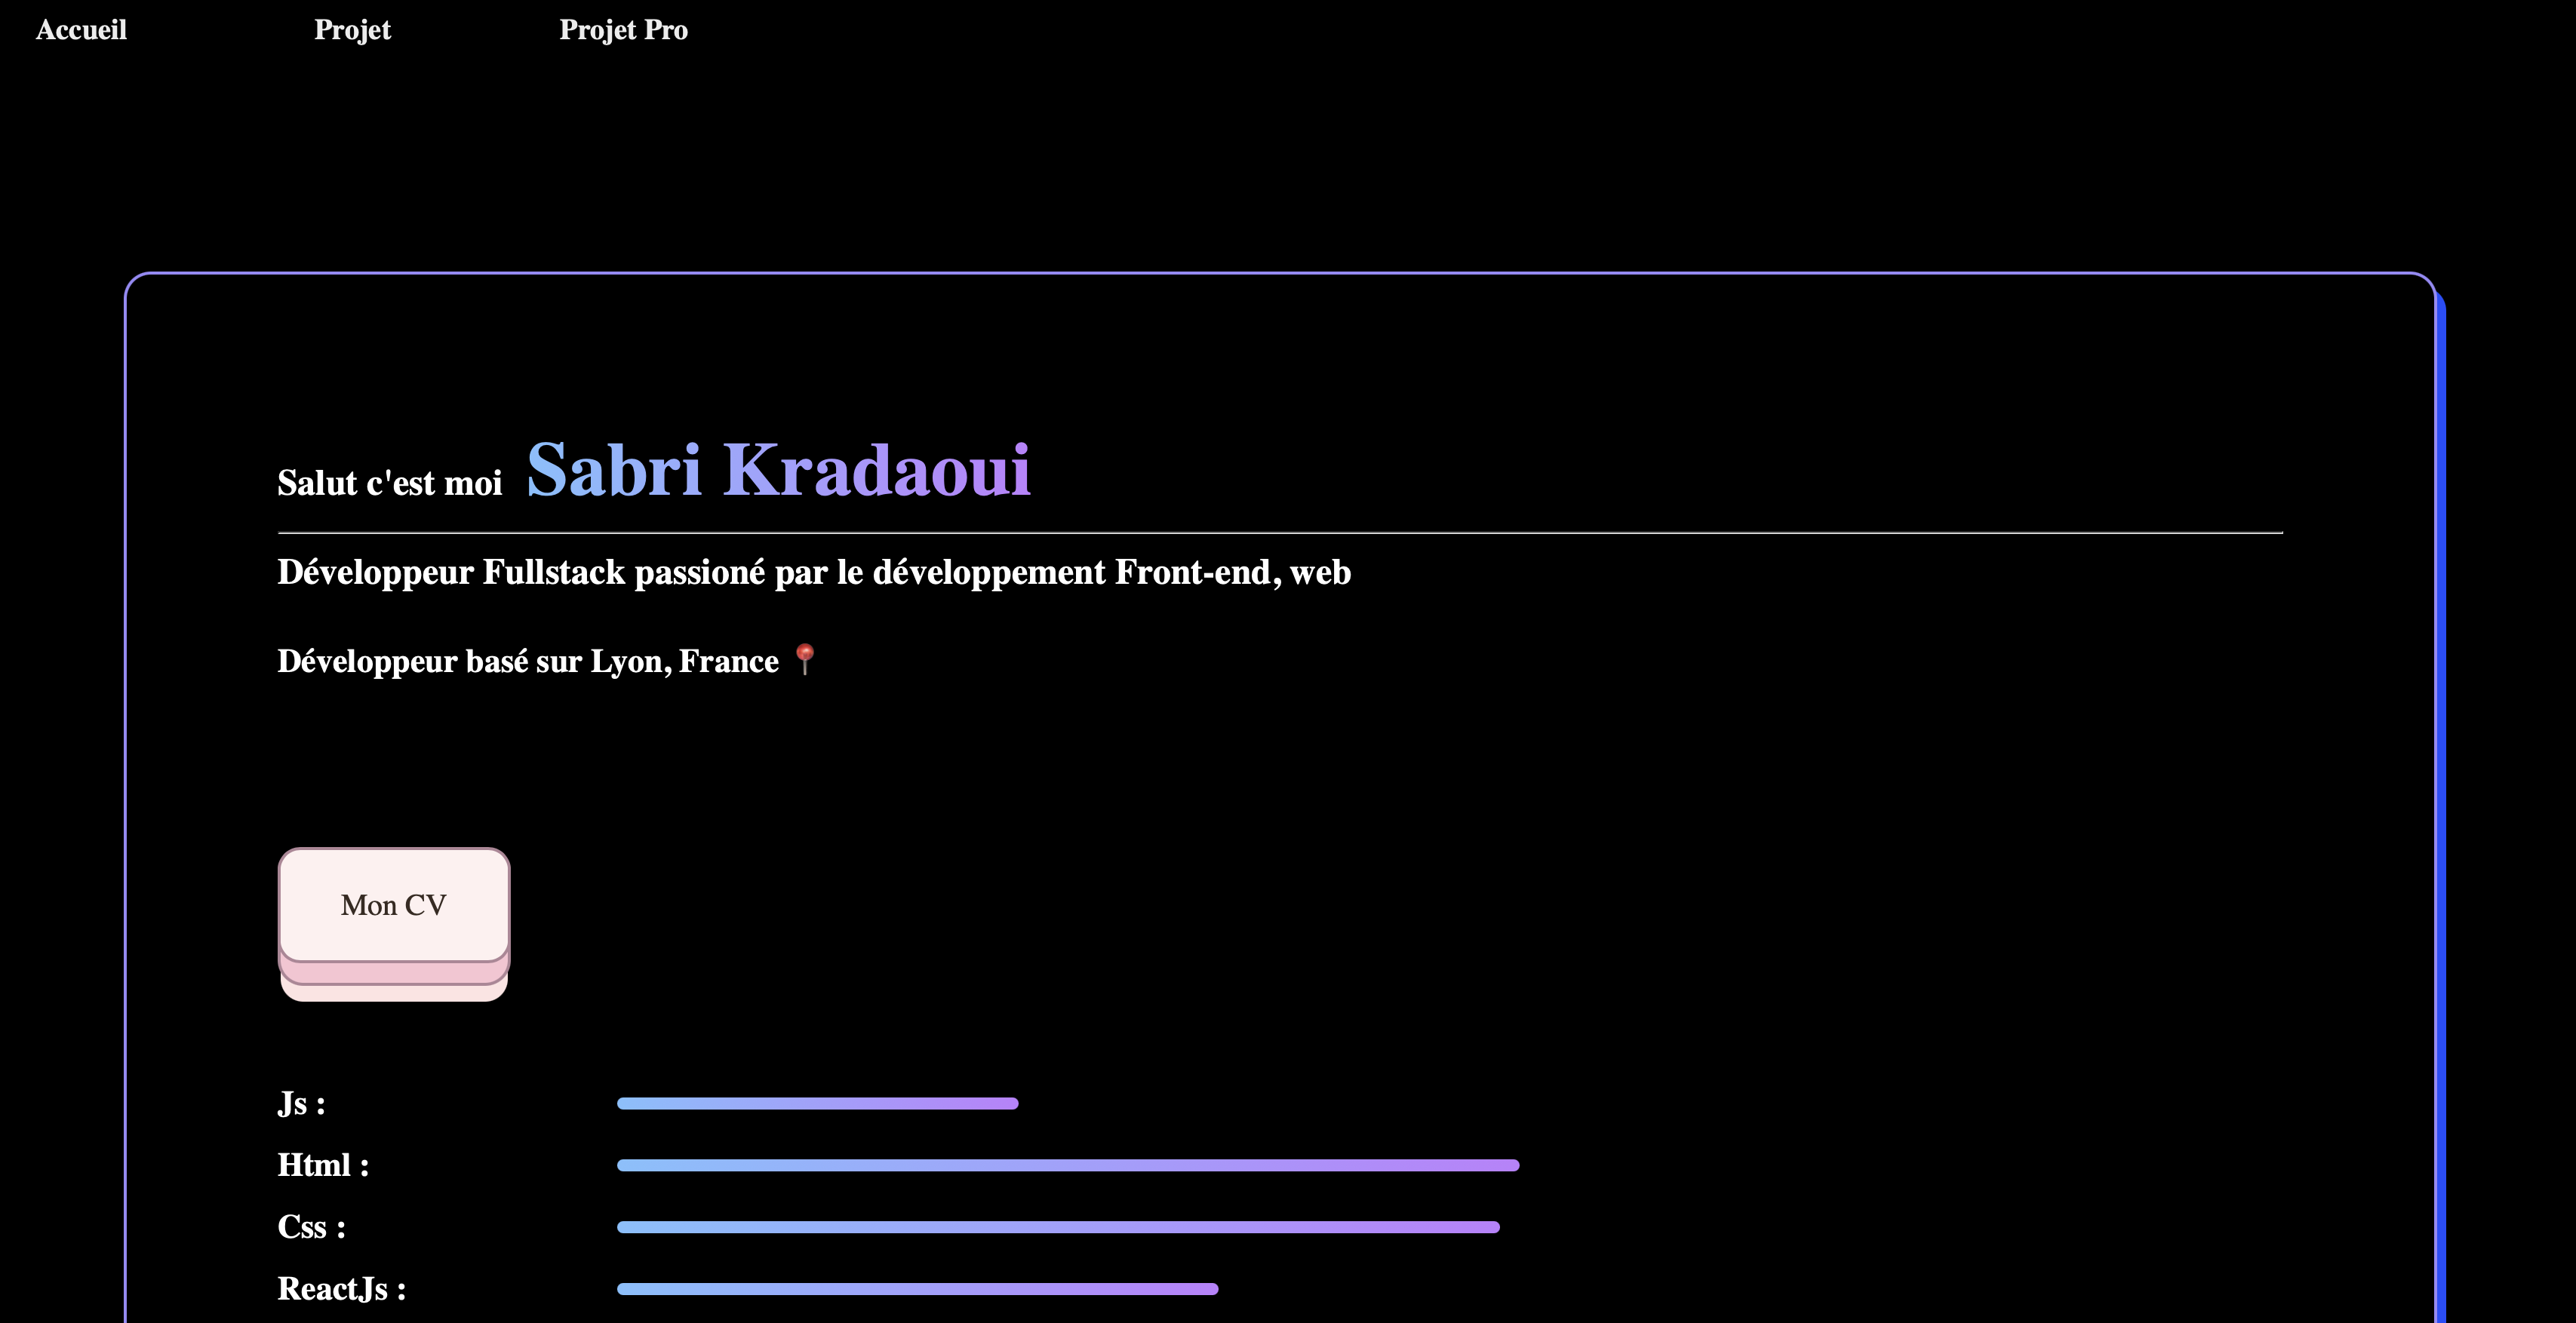 Accueil Projet Projet Pro
Salut c'est moi Sabri Kradaoui
Développeur Fullstack passioné par le développement Front-end, web
Développeur basé sur Lyon, France 📍
Mon CV
Js :
Html :
Css :
ReactJs :